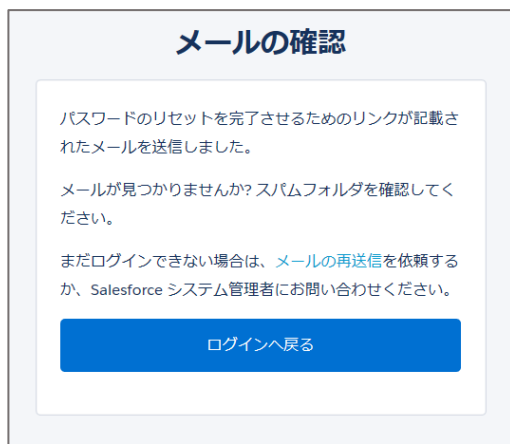 メールの確認
パスワードのリセットを完了させるためのリンクが記載さ
れたメールを送信しました。
メールが見つかりませんか? スパムフォルダを確認してく
ださい。
まだログインできない場合は、メールの再送信を依頼する
か、Salesforce システム管理者にお問い合わせください。
ログインへ戻る